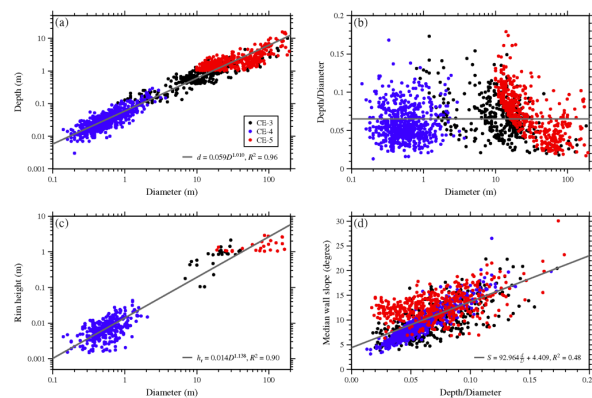 (a)
Depth (m)
10
1
0.1
0.01
0.001
0.1 1 10 100
Diameter (m)
CE-3
CE-4
CE-5
d = 0.059D^1.010, R² = 0.96
(b)
Depth/Diameter
0.2
0.15
0.1
0.05
0
0.1 1 10 100
Diameter (m)
(c)
Rim height (m)
10
1
0.1
0.01
0.001
0.1 1 10 100
Diameter (m)
h_r = 0.014D^1.136, R² = 0.90
(d)
Median wall slope (degree)
30
25
20
15
10
5
0
0.00 0.05 0.1 0.15 0.2
Depth/Diameter
S = 92.964 d/D + 4.409, R² = 0.48